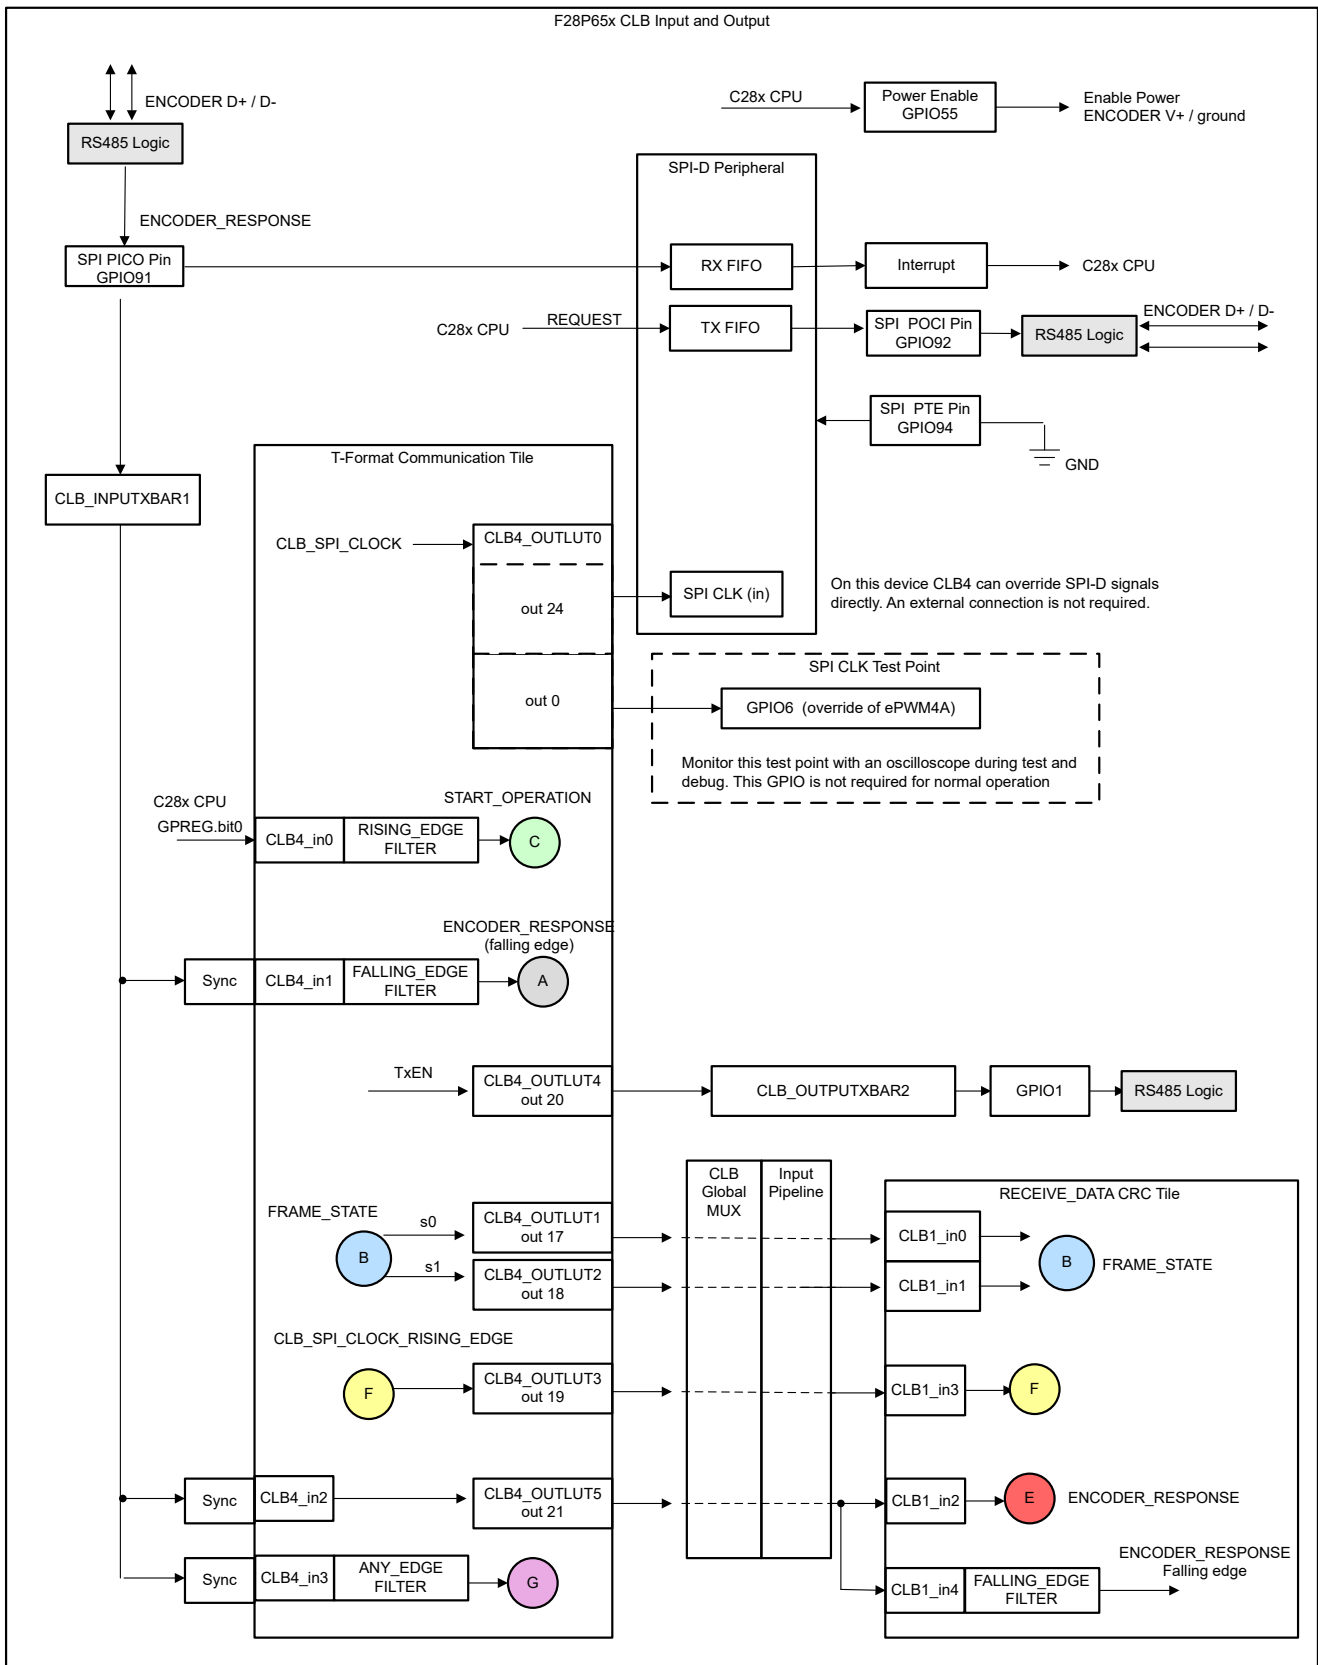 F28P65x CLB Input and Output
ENCODER D+ / D-
RS485 Logic
ENCODER_RESPONSE
SPI PICO Pin
GPIO91
CLB_INPUTXBAR1
C28x CPU
Power Enable
GPIO55
Enable Power
ENCODER V+ / ground
SPI-D Peripheral
RX FIFO
Interrupt
C28x CPU
C28x CPU
REQUEST
TX FIFO
SPI POCI Pin
GPIO92
RS485 Logic
ENCODER D+ / D-
SPI PTE Pin
GPIO94
GND
T-Format Communication Tile
CLB_SPI_CLOCK
CLB4_OUTLUT0
out 24
SPI CLK (in)
On this device CLB4 can override SPI-D signals
directly. An external connection is not required.
out 0
SPI CLK Test Point
GPIO6 (override of ePWM4A)
Monitor this test point with an oscilloscope during test and
debug. This GPIO is not required for normal operation
C28x CPU
GPREG.bit0
CLB4_in0
RISING_EDGE
FILTER
START_OPERATION
C
ENCODER_RESPONSE
(falling edge)
Sync
CLB4_in1
FALLING_EDGE
FILTER
A
TxEN
CLB4_OUTLUT4
out 20
CLB_OUTPUTXBAR2
GPIO1
RS485 Logic
CLB
Global
MUX
Input
Pipeline
RECEIVE_DATA CRC Tile
FRAME_STATE
B
s0
CLB4_OUTLUT1
out 17
s1
CLB4_OUTLUT2
out 18
CLB1_in0
CLB1_in1
B
FRAME_STATE
CLB_SPI_CLOCK_RISING_EDGE
F
CLB4_OUTLUT3
out 19
CLB1_in3
F
Sync
CLB4_in2
CLB4_OUTLUT5
out 21
CLB1_in2
E
ENCODER_RESPONSE
Sync
CLB4_in3
ANY_EDGE
FILTER
G
CLB1_in4
FALLING_EDGE
FILTER
ENCODER_RESPONSE
Falling edge